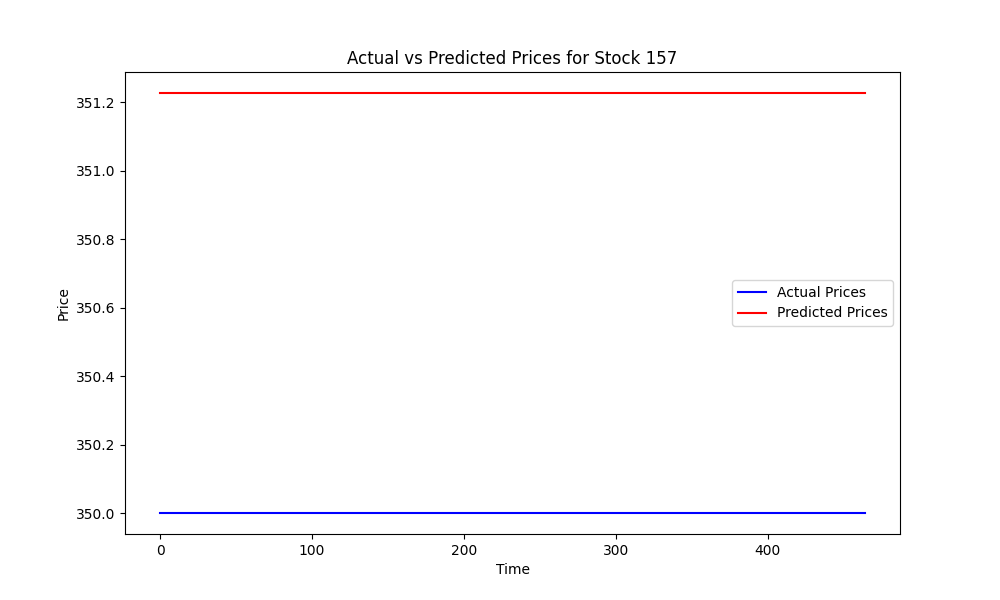 Actual vs Predicted Prices for Stock 157
Price
351.2
351.0
350.8
350.6
350.4
350.2
350.0
Actual Prices
Predicted Prices
0 100 200 300 400
Time